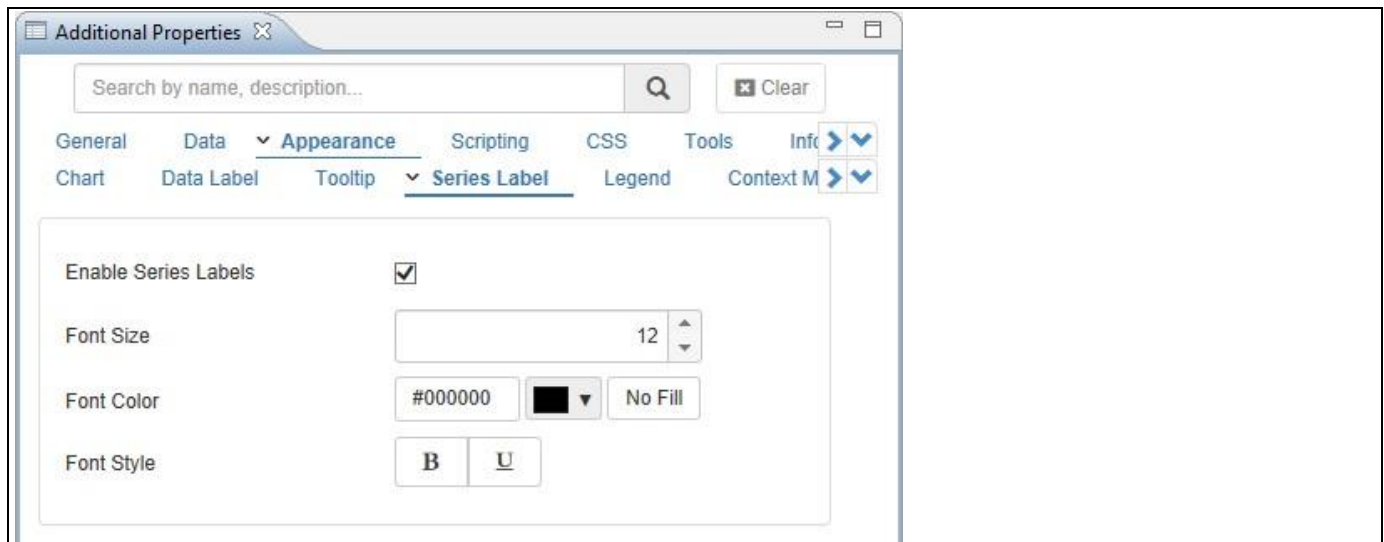 Additional Properties
Search by name, description... Clear
General Data Appearance Scripting CSS Tools
Chart Data Label Tooltip Series Label Legend Context M
Enable Series Labels
Font Size 12
Font Color #000000 No Fill
Font Style B U